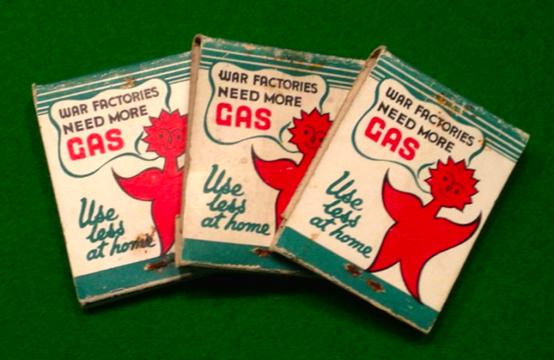 WAR FACTORIES
NEED MORE
GAS
Use
less
at home
WAR FACTORIES
NEED MORE
GAS
Use
less
at home
WAR FACTORIES
NEED MORE
GAS
Use
less
at home